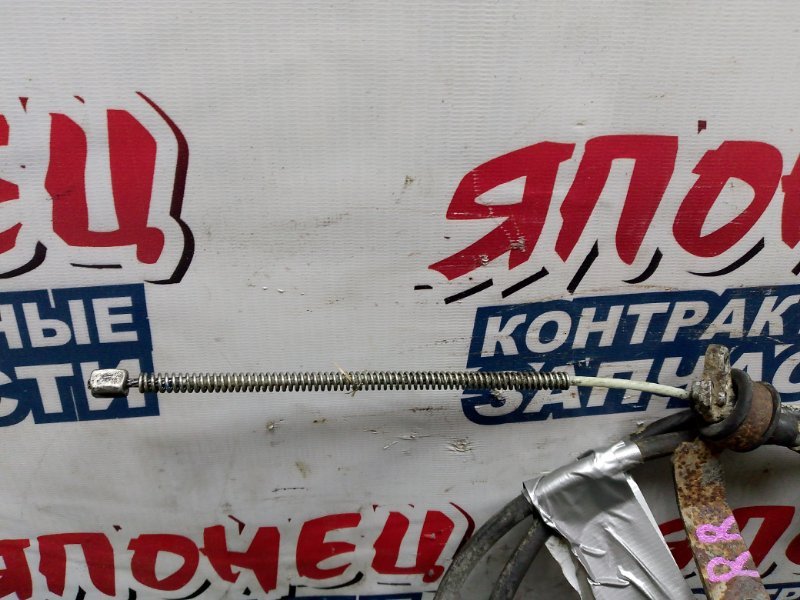 ЕЦ
НЫЕ
СТИ
ЯПОН
КОНТРАКТ
ЗАПЧАС
ЯПОНЕЦ
RR